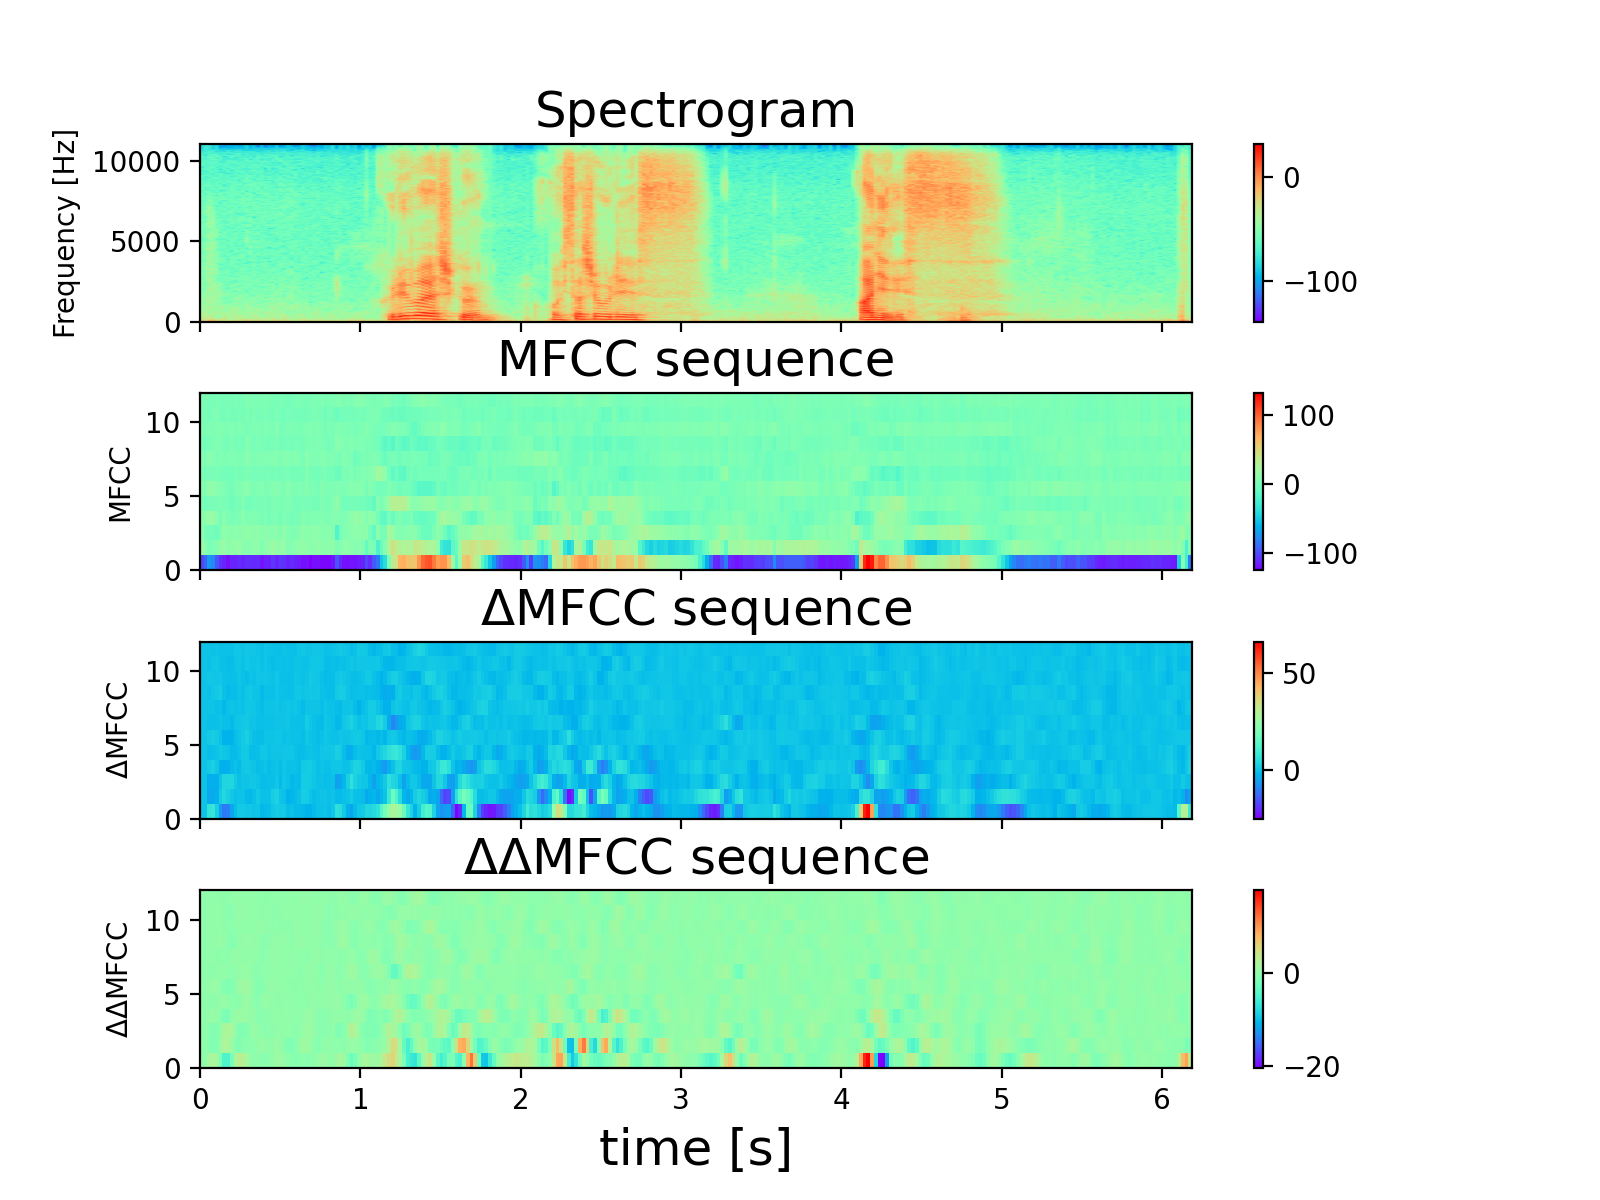 Spectrogram
Frequency [Hz]
10000
5000
0
0
−100
MFCC sequence
MFCC
10
5
0
100
0
−100
ΔMFCC sequence
ΔMFCC
10
5
0
50
0
ΔΔMFCC sequence
ΔΔMFCC
10
5
0
0
−20
0 1 2 3 4 5 6
time [s]